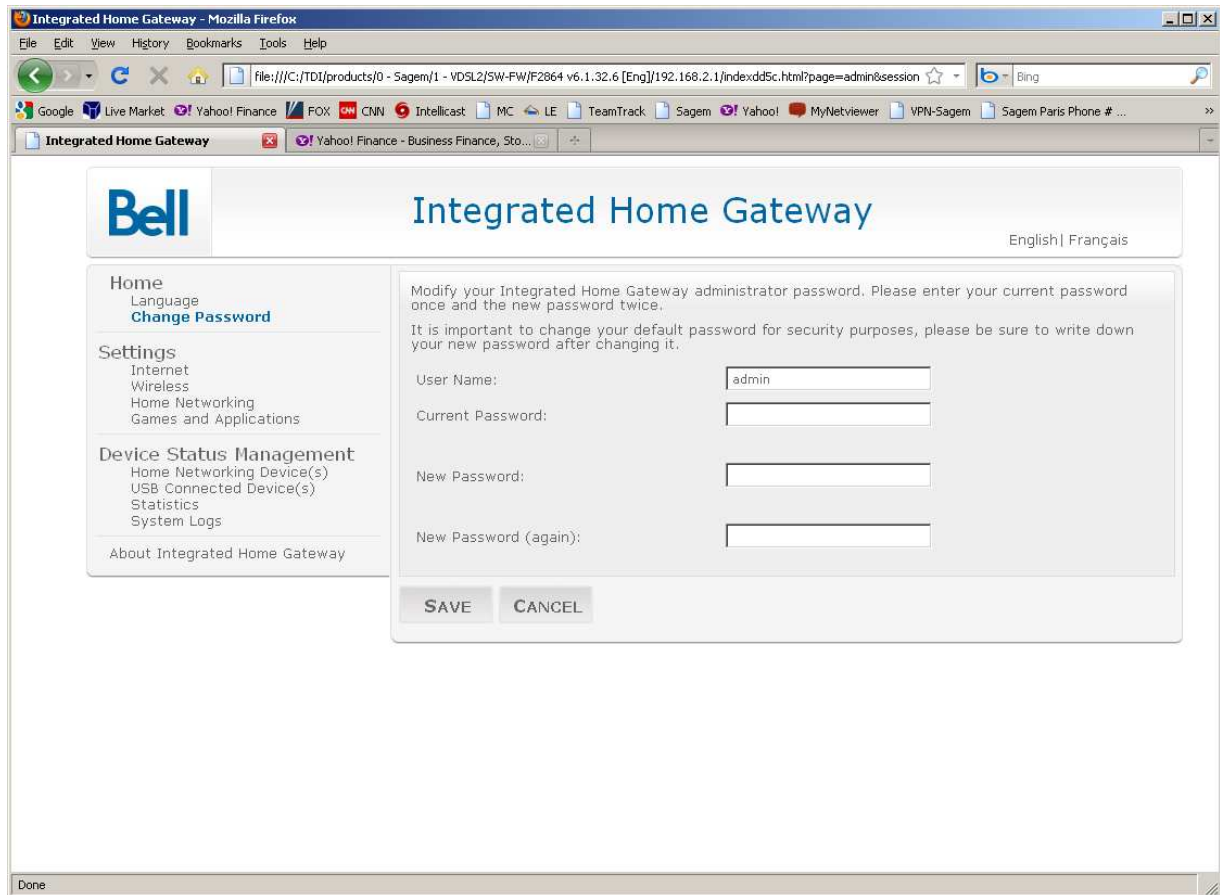 Integrated Home Gateway - Mozilla Firefox
File Edit View History Bookmarks Tools Help
file:///C:/TDI/products/0 - Sagem/1 - VDSL2/SW-FW/F2864 v6.1.32.6 [Eng]/192.168.2.1/indexdd5c.html?page=admin&session
Bing
Google Live Market Yahoo! Finance FOX CNN Intellicast MC LE TeamTrack Sagem Yahoo! MyNetviewer VPN-Sagem Sagem Paris Phone # ... »
Integrated Home Gateway Yahoo! Finance - Business Finance, Sto...
Bell
Integrated Home Gateway
English| Français
Home
Language
Change Password
Settings
Internet
Wireless
Home Networking
Games and Applications
Device Status Management
Home Networking Device(s)
USB Connected Device(s)
Statistics
System Logs
About Integrated Home Gateway
Modify your Integrated Home Gateway administrator password. Please enter your current password
once and the new password twice.
It is important to change your default password for security purposes, please be sure to write down
your new password after changing it.
User Name: admin
Current Password:
New Password:
New Password (again):
SAVE CANCEL
Done